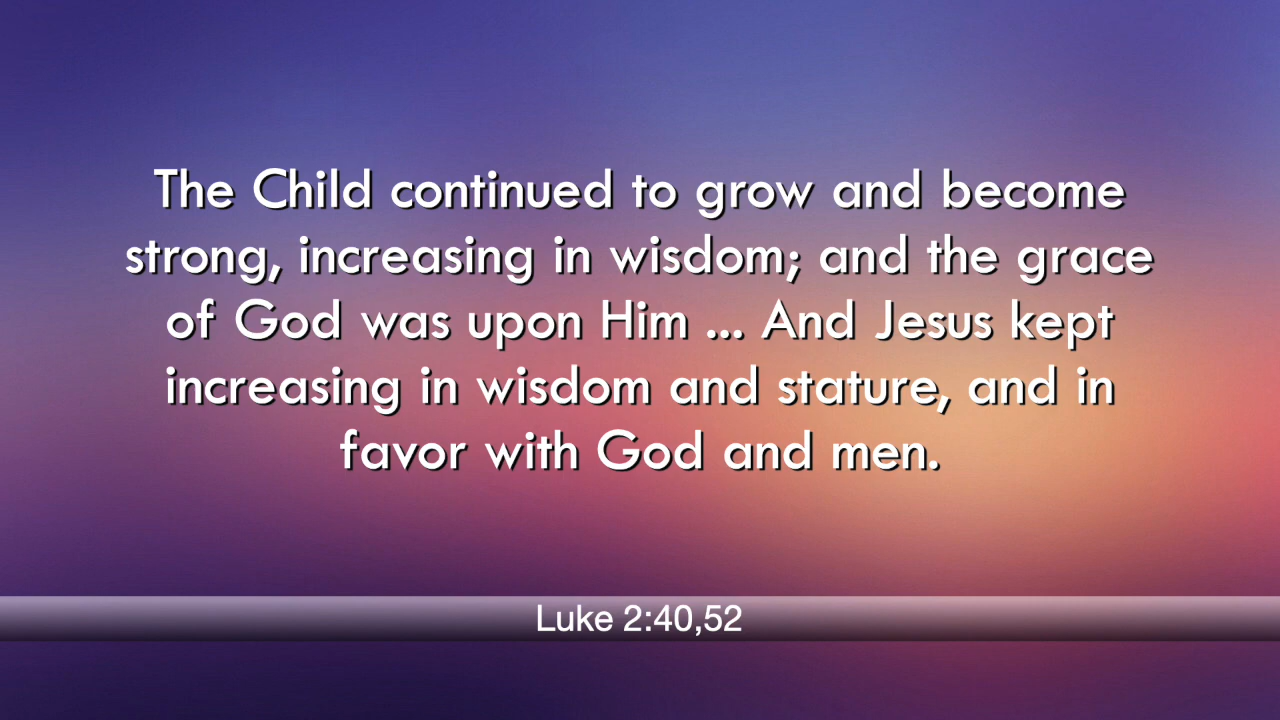 The Child continued to grow and become
strong, increasing in wisdom; and the grace
of God was upon Him ... And Jesus kept
increasing in wisdom and stature, and in
favor with God and men.
Luke 2:40,52